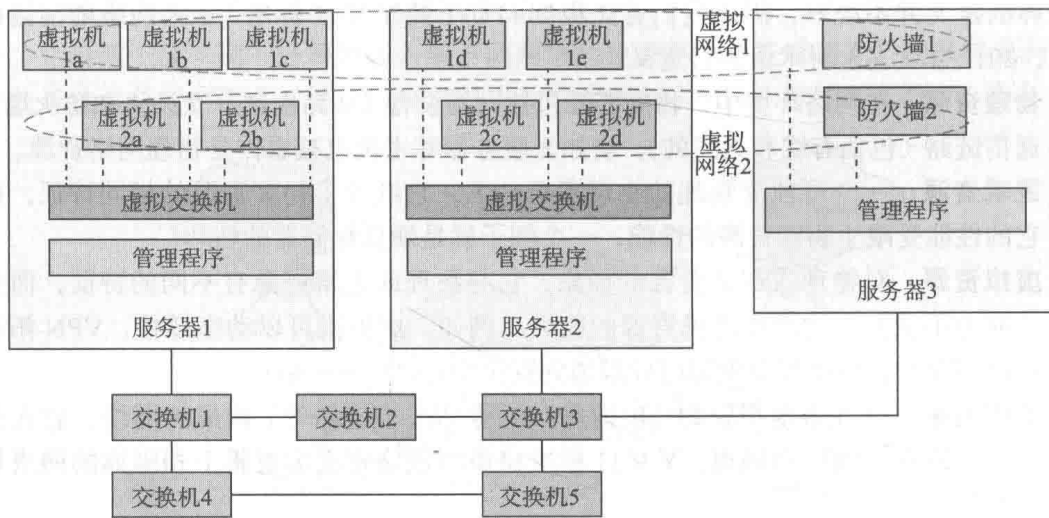 虚拟机
1a
虚拟机
1b
虚拟机
1c
虚拟机
1d
虚拟机
1e
虚拟
网络1
防火墙1
虚拟机
2a
虚拟机
2b
虚拟机
2c
虚拟机
2d
虚拟
网络2
防火墙2
虚拟交换机
虚拟交换机
管理程序
管理程序
管理程序
服务器1
服务器2
服务器3
交换机1
交换机2
交换机3
交换机4
交换机5